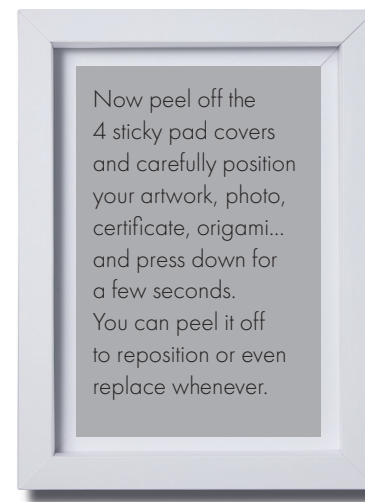 Now peel off the
4 sticky pad covers
and carefully position
your artwork, photo,
certificate, origami...
and press down for
a few seconds.
You can peel it off
to reposition or even
replace whenever.